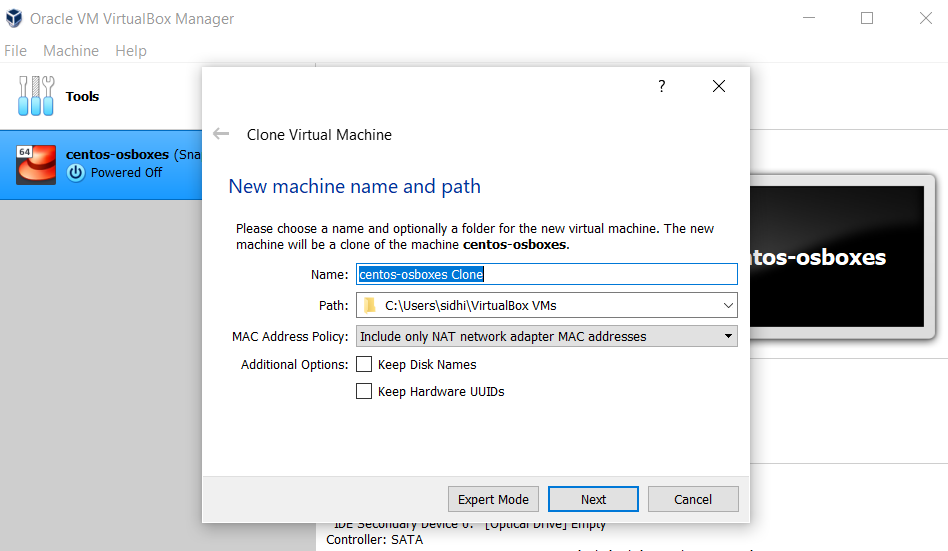 Oracle VM VirtualBox Manager
File Machine Help
Tools
64
centos-osboxes (Sna
Powered Off
?
Clone Virtual Machine
New machine name and path
Please choose a name and optionally a folder for the new virtual machine. The new
machine will be a clone of the machine centos-osboxes.
Name: centos-osboxes Clone
Path: C:\Users\sidhi\VirtualBox VMs
MAC Address Policy: Include only NAT network adapter MAC addresses
Additional Options: Keep Disk Names
Keep Hardware UUIDs
Expert Mode Next Cancel
tos-osboxes
IDE Secondary Device 0: [Optical Drive] Empty
Controller: SATA